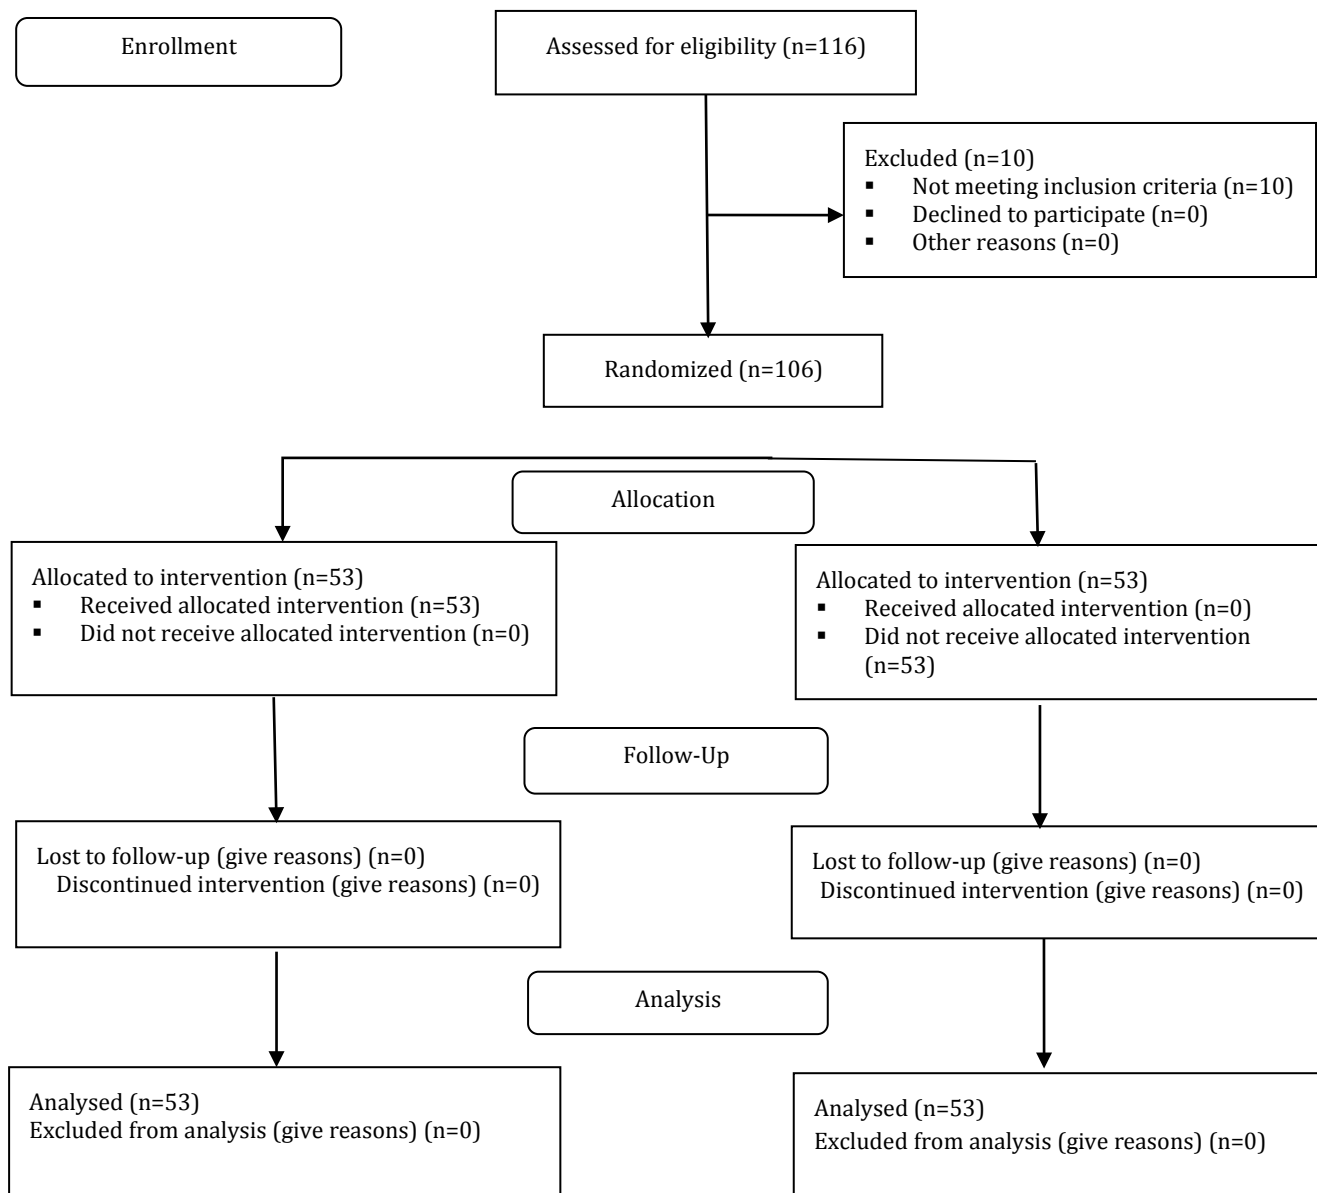 Enrollment
Assessed for eligibility (n=116)
Excluded (n=10)
▪ Not meeting inclusion criteria (n=10)
▪ Declined to participate (n=0)
▪ Other reasons (n=0)
Randomized (n=106)
Allocation
Allocated to intervention (n=53)
▪ Received allocated intervention (n=53)
▪ Did not receive allocated intervention (n=0)
Allocated to intervention (n=53)
▪ Received allocated intervention (n=0)
▪ Did not receive allocated intervention
(n=53)
Follow-Up
Lost to follow-up (give reasons) (n=0)
Discontinued intervention (give reasons) (n=0)
Lost to follow-up (give reasons) (n=0)
Discontinued intervention (give reasons) (n=0)
Analysis
Analysed (n=53)
Excluded from analysis (give reasons) (n=0)
Analysed (n=53)
Excluded from analysis (give reasons) (n=0)